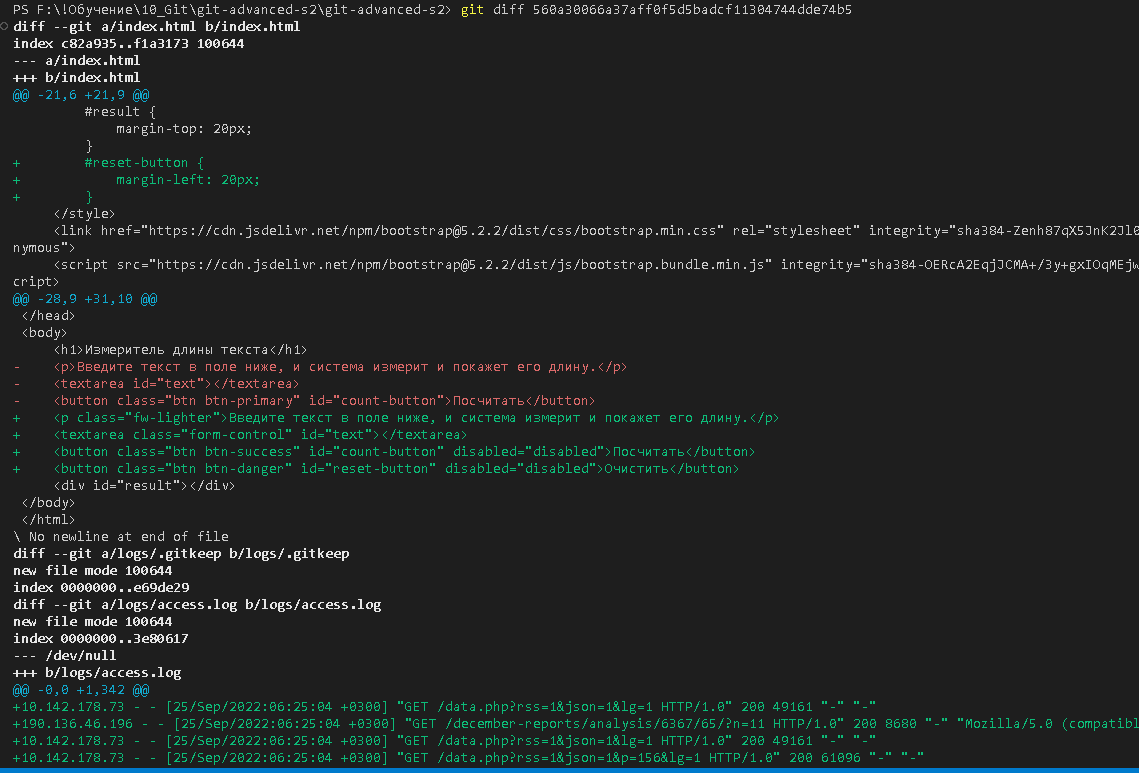 PS F:\!Обучение\10_Git\git-advanced-s2\git-advanced-s2> git diff 560a30066a37aff0f5d5badcf11304744dde74b5
diff --git a/index.html b/index.html
index c82a935..f1a3173 100644
--- a/index.html
+++ b/index.html
@@ -21,6 +21,9 @@
         #result {
             margin-top: 20px;
         }
+        #reset-button {
+            margin-left: 20px;
+        }
     </style>
     <link href="https://cdn.jsdelivr.net/npm/bootstrap@5.2.2/dist/css/bootstrap.min.css" rel="stylesheet" integrity="sha384-Zenh87qX5JnK2Jl0
nymous">
     <script src="https://cdn.jsdelivr.net/npm/bootstrap@5.2.2/dist/js/bootstrap.bundle.min.js" integrity="sha384-OERcA2EqjJCMA+/3y+gxIOqMEjw
cript>
@@ -28,9 +31,10 @@
 </head>
 <body>
     <h1>Измеритель длины текста</h1>
-    <p>Введите текст в поле ниже, и система измерит и покажет его длину.</p>
-    <textarea id="text"></textarea>
-    <button class="btn btn-primary" id="count-button">Посчитать</button>
+    <p class="fw-lighter">Введите текст в поле ниже, и система измерит и покажет его длину.</p>
+    <textarea class="form-control" id="text"></textarea>
+    <button class="btn btn-success" id="count-button" disabled="disabled">Посчитать</button>
+    <button class="btn btn-danger" id="reset-button" disabled="disabled">Очистить</button>
     <div id="result"></div>
 </body>
 </html>
\ No newline at end of file
diff --git a/logs/.gitkeep b/logs/.gitkeep
new file mode 100644
index 0000000..e69de29
diff --git a/logs/access.log b/logs/access.log
new file mode 100644
index 0000000..3e80617
--- /dev/null
+++ b/logs/access.log
@@ -0,0 +1,342 @@
+10.142.178.73 - - [25/Sep/2022:06:25:04 +0300] "GET /data.php?rss=1&json=1&lg=1 HTTP/1.0" 200 49161 "-" "-"
+190.136.46.196 - - [25/Sep/2022:06:25:04 +0300] "GET /december-reports/analysis/6367/65/?n=11 HTTP/1.0" 200 8680 "-" "Mozilla/5.0 (compatibl
+10.142.178.73 - - [25/Sep/2022:06:25:04 +0300] "GET /data.php?rss=1&json=1&lg=1 HTTP/1.0" 200 49161 "-" "-"
+10.142.178.73 - - [25/Sep/2022:06:25:04 +0300] "GET /data.php?rss=1&json=1&p=156&lg=1 HTTP/1.0" 200 61096 "-" "-"